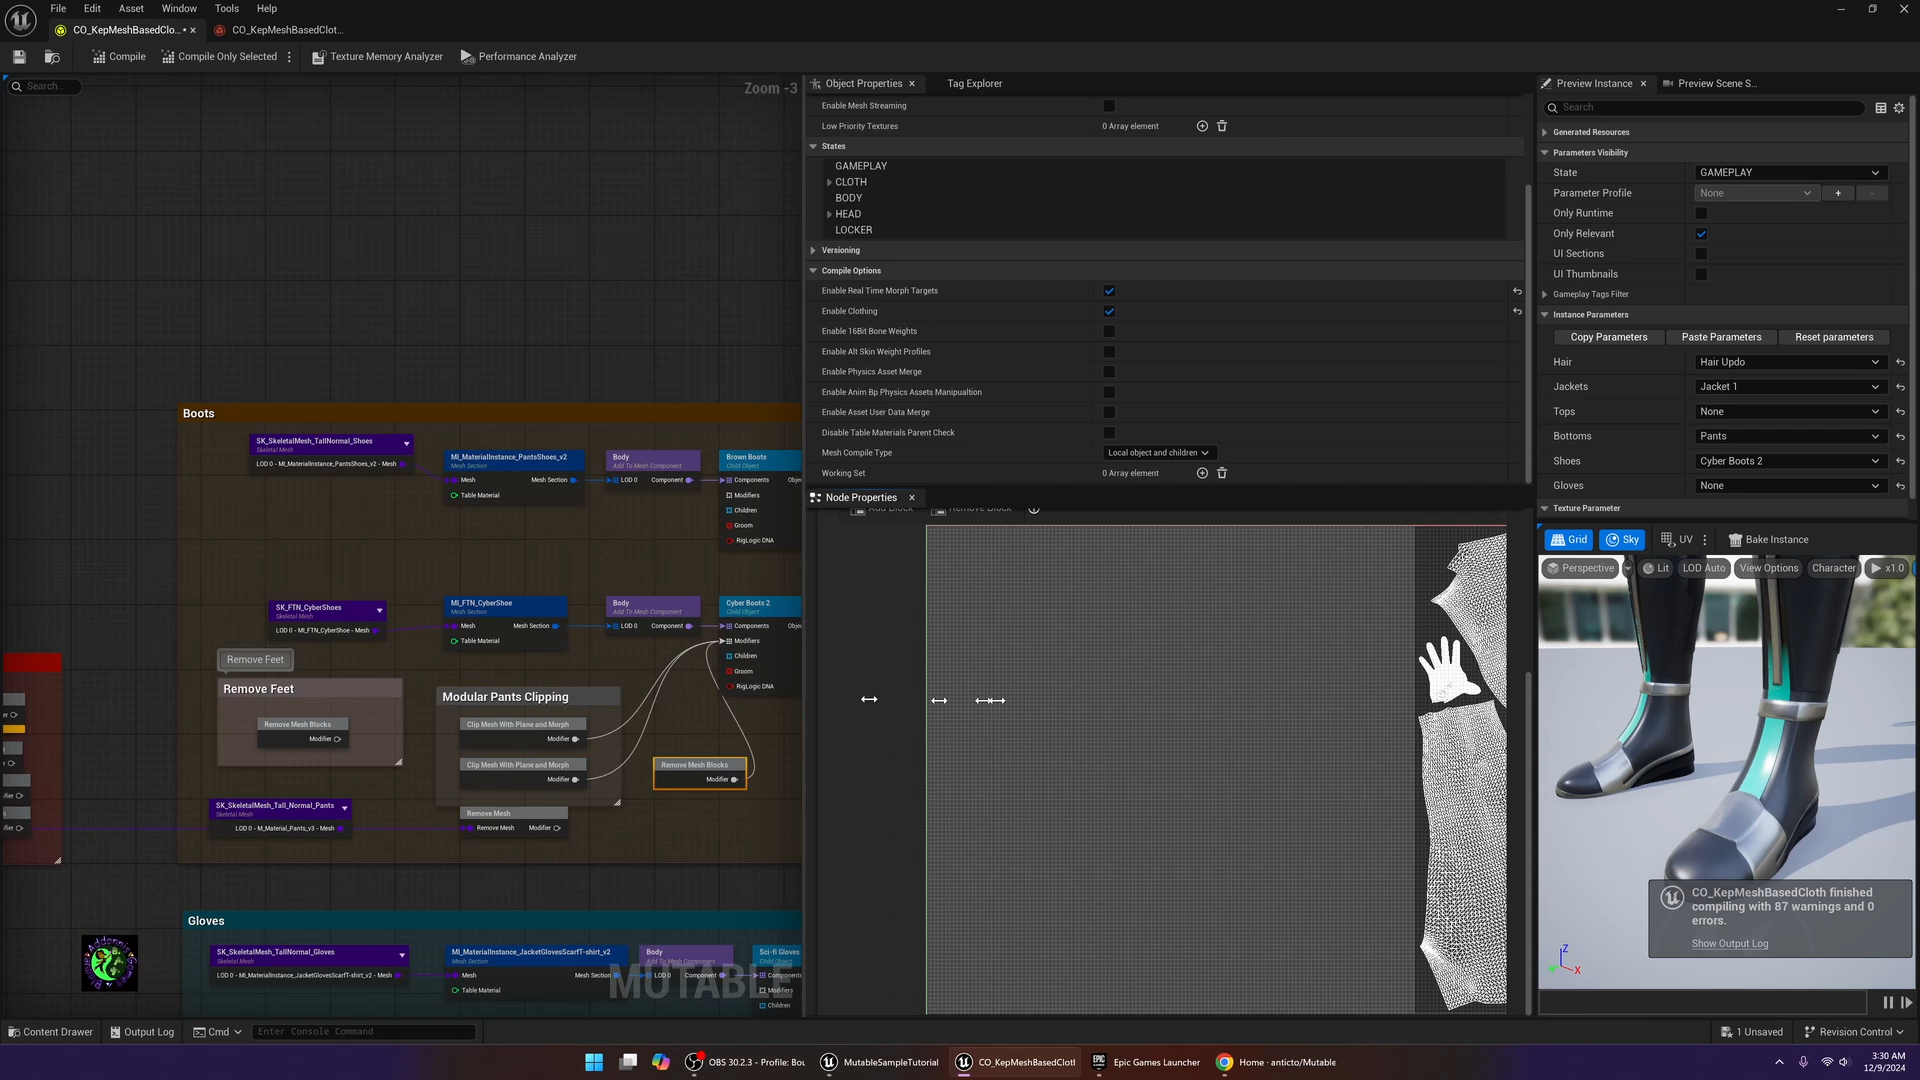 File Edit Asset Window Tools Help
CO_KepMeshBasedClo... •
CO_KepMeshBasedClot...
Compile
Compile Only Selected
Texture Memory Analyzer
Performance Analyzer
Search...
Zoom -3
Boots
SK_SkeletalMesh_TallNormal_Shoes
Skeletal Mesh
LOD 0 - MI_MaterialInstance_PantsShoes_v2 - Mesh
MI_MaterialInstance_PantsShoes_v2
Mesh Section
Mesh
Mesh Section
Table Material
Body
Add To Mesh Component
LOD 0
Component
Brown Boots
Child Object
Components
Obje
Modifiers
Children
Groom
RigLogic DNA
SK_FTN_CyberShoes
Skeletal Mesh
LOD 0 - MI_FTN_CyberShoe - Mesh
MI_FTN_CyberShoe
Mesh Section
Mesh
Mesh Section
Table Material
Body
Add To Mesh Component
LOD 0
Component
Cyber Boots 2
Child Object
Components
Obje
Modifiers
Children
Groom
RigLogic DNA
Remove Feet
Remove Feet
Remove Mesh Blocks
Modifier
Modular Pants Clipping
Clip Mesh With Plane and Morph
Modifier
Clip Mesh With Plane and Morph
Modifier
Remove Mesh Blocks
Modifier
Remove Mesh
Remove Mesh
Modifier
SK_SkeletalMesh_Tall_Normal_Pants
Skeletal Mesh
LOD 0 - M_Material_Pants_v3 - Mesh
Gloves
SK_SkeletalMesh_TallNormal_Gloves
Skeletal Mesh
LOD 0 - MI_MaterialInstance_JacketGlovesScarfT-shirt_v2 - Mesh
MI_MaterialInstance_JacketGlovesScarfT-shirt_v2
Mesh Section
Mesh
Mesh Section
Table Material
Body
Add To Mesh Component
LOD 0
Component
Sci-fi Gloves
Child Object
Components
Modifiers
Children
MUTABLE
Object Properties
Tag Explorer
Enable Mesh Streaming
Low Priority Textures
0 Array element
States
GAMEPLAY
CLOTH
BODY
HEAD
LOCKER
Versioning
Compile Options
Enable Real Time Morph Targets
Enable Clothing
Enable 16Bit Bone Weights
Enable Alt Skin Weight Profiles
Enable Physics Asset Merge
Enable Anim Bp Physics Assets Manipualtion
Enable Asset User Data Merge
Disable Table Materials Parent Check
Mesh Compile Type
Local object and children
Working Set
0 Array element
Node Properties
Add Block
Remove Block
Preview Instance
Preview Scene S...
Search
Generated Resources
Parameters Visibility
State
GAMEPLAY
Parameter Profile
None
Only Runtime
Only Relevant
UI Sections
UI Thumbnails
Gameplay Tags Filter
Instance Parameters
Copy Parameters
Paste Parameters
Reset parameters
Hair
Hair Updo
Jackets
Jacket 1
Tops
None
Bottoms
Pants
Shoes
Cyber Boots 2
Gloves
None
Texture Parameter
Grid
Sky
UV
Bake Instance
Perspective
Lit
LOD Auto
View Options
Character
x1.0
CO_KepMeshBasedCloth finished
compiling with 87 warnings and 0
errors.
Show Output Log
Z
X
Content Drawer
Output Log
Cmd
Enter Console Command
1 Unsaved
Revision Control
OBS 30.2.3 - Profile: Bou
MutableSampleTutorial
CO_KepMeshBasedClotl
Epic Games Launcher
Home · anticto/Mutable
3:30 AM
12/9/2024